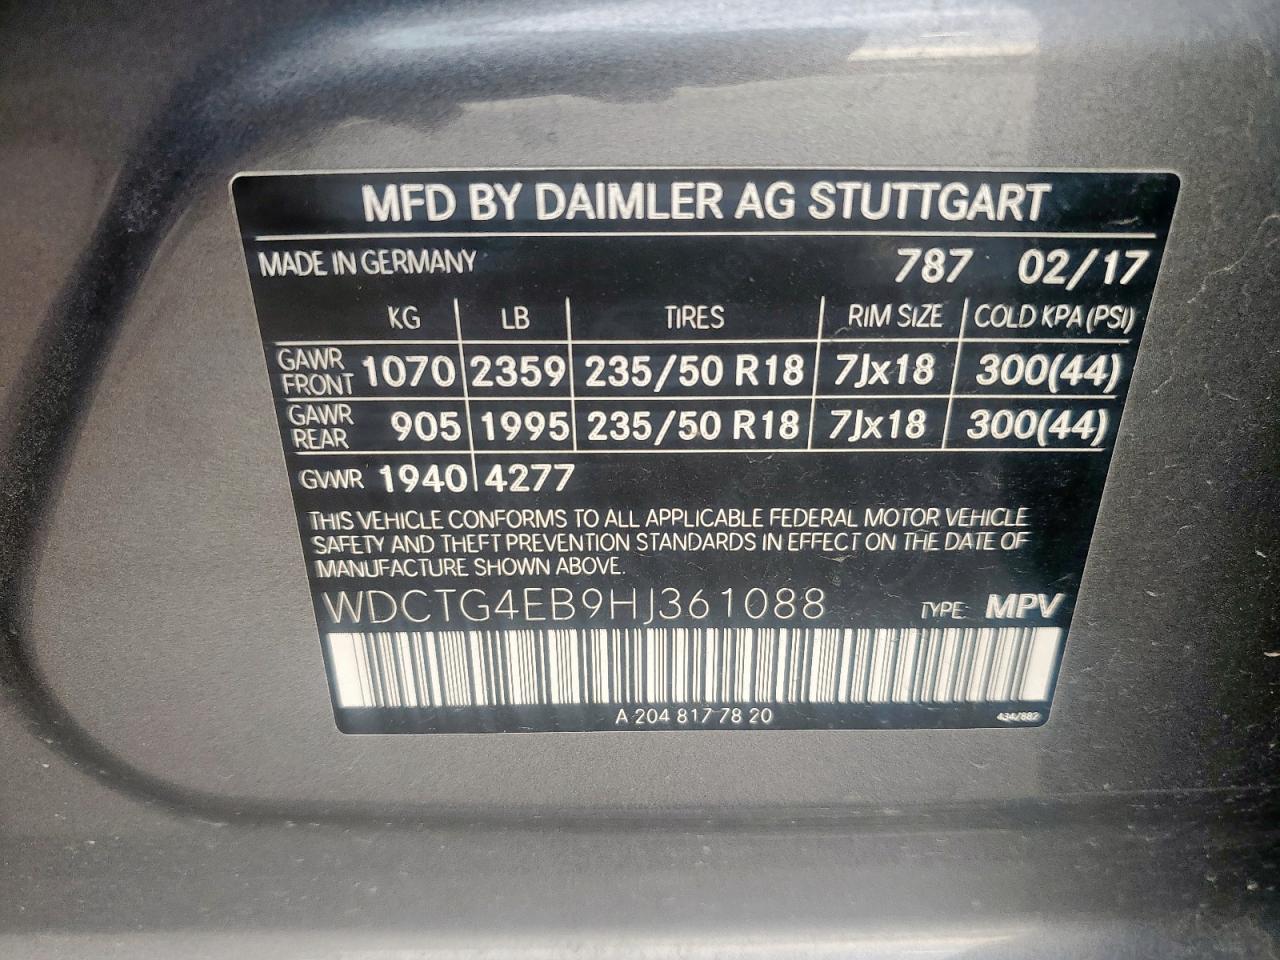 MFD BY DAIMLER AG STUTTGART
MADE IN GERMANY 787 02/17
KG LB TIRES RIM SIZE COLD KPA (PSI)
GAWR FRONT 1070 2359 235/50 R18 7Jx18 300(44)
GAWR REAR 905 1995 235/50 R18 7Jx18 300(44)
GVWR 1940 4277
THIS VEHICLE CONFORMS TO ALL APPLICABLE FEDERAL MOTOR VEHICLE
SAFETY AND THEFT PREVENTION STANDARDS IN EFFECT ON THE DATE OF
MANUFACTURE SHOWN ABOVE.
WDCTG4EB9HJ361088 TYPE: MPV
A 204 817 78 20 434/882